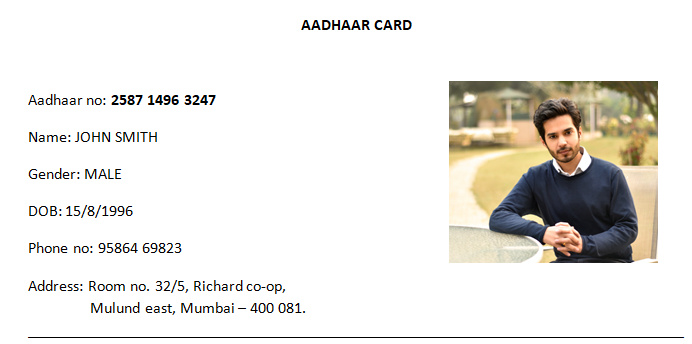 AADHAAR CARD
Aadhaar no: 2587 1496 3247
Name: JOHN SMITH
Gender: MALE
DOB: 15/8/1996
Phone no: 95864 69823
Address: Room no. 32/5, Richard co-op,
Mulund east, Mumbai – 400 081.